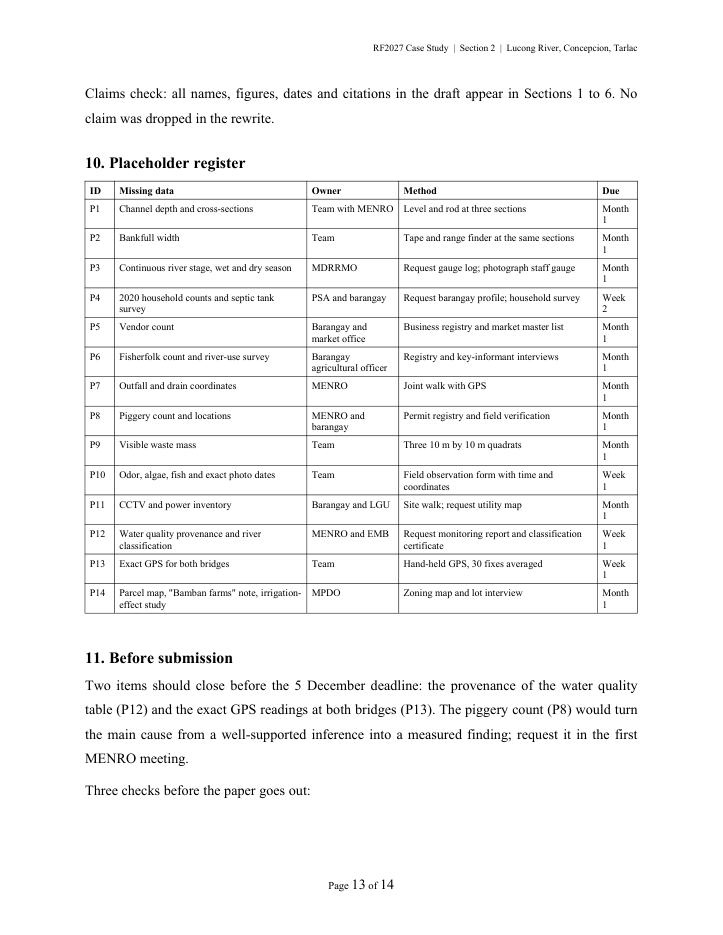 RF2027 Case Study | Section 2 | Lucong River, Concepcion, Tarlac
Claims check: all names, figures, dates and citations in the draft appear in Sections 1 to 6. No
claim was dropped in the rewrite.
10. Placeholder register
ID Missing data Owner Method Due
P1 Channel depth and cross-sections Team with MENRO Level and rod at three sections Month
1
P2 Bankfull width Team Tape and range finder at the same sections Month
1
P3 Continuous river stage, wet and dry season MDRRMO Request gauge log; photograph staff gauge Month
1
P4 2020 household counts and septic tank PSA and barangay Request barangay profile; household survey Week
survey 2
P5 Vendor count Barangay and Business registry and market master list Month
market office 1
P6 Fisherfolk count and river-use survey Barangay Registry and key-informant interviews Month
agricultural officer 1
P7 Outfall and drain coordinates MENRO Joint walk with GPS Month
1
P8 Piggery count and locations MENRO and Permit registry and field verification Month
barangay 1
P9 Visible waste mass Team Three 10 m by 10 m quadrats Month
1
P10 Odor, algae, fish and exact photo dates Team Field observation form with time and Week
coordinates 1
P11 CCTV and power inventory Barangay and LGU Site walk; request utility map Month
1
P12 Water quality provenance and river MENRO and EMB Request monitoring report and classification Week
classification certificate 1
P13 Exact GPS for both bridges Team Hand-held GPS, 30 fixes averaged Week
1
P14 Parcel map, "Bamban farms" note, irrigation- MPDO Zoning map and lot interview Month
effect study 1
11. Before submission
Two items should close before the 5 December deadline: the provenance of the water quality
table (P12) and the exact GPS readings at both bridges (P13). The piggery count (P8) would turn
the main cause from a well-supported inference into a measured finding; request it in the first
MENRO meeting.
Three checks before the paper goes out:
Page 13 of 14